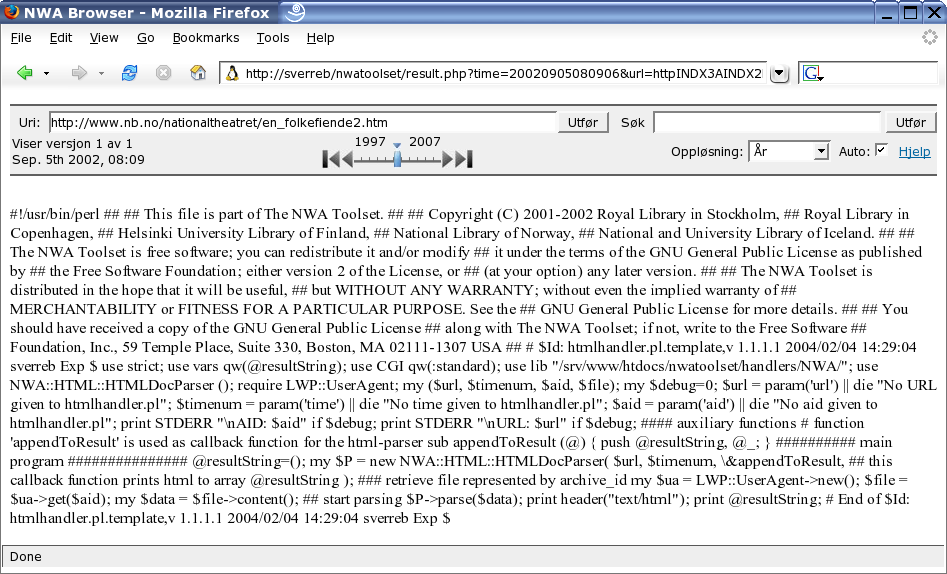 NWA Browser - Mozilla Firefox
File Edit View Go Bookmarks Tools Help
http://sverreb/nwatoolset/result.php?time=20020905080906&url=httpINDX3AINDX2
G
Uri: http://www.nb.no/nationaltheatret/en_folkefiende2.htm Utfør Søk Utfør
Viser versjon 1 av 1 1997 2007
Sep. 5th 2002, 08:09 Oppløsning: År Auto: Hjelp
#!/usr/bin/perl ## ## This file is part of The NWA Toolset. ## ## Copyright (C) 2001-2002 Royal Library in Stockholm, ## Royal Library in
Copenhagen, ## Helsinki University Library of Finland, ## National Library of Norway, ## National and University Library of Iceland. ## ##
The NWA Toolset is free software; you can redistribute it and/or modify ## it under the terms of the GNU General Public License as published
by ## the Free Software Foundation; either version 2 of the License, or ## (at your option) any later version. ## ## The NWA Toolset is
distributed in the hope that it will be useful, ## but WITHOUT ANY WARRANTY; without even the implied warranty of ##
MERCHANTABILITY or FITNESS FOR A PARTICULAR PURPOSE. See the ## GNU General Public License for more details. ## ## You
should have received a copy of the GNU General Public License ## along with The NWA Toolset; if not, write to the Free Software ##
Foundation, Inc., 59 Temple Place, Suite 330, Boston, MA 02111-1307 USA ## # $Id: htmlhandler.pl.template,v 1.1.1.1 2004/02/04 14:29:04
sverreb Exp $ use strict; use vars qw(@resultString); use CGI qw(:standard); use lib "/srv/www/htdocs/nwatoolset/handlers/NWA/"; use
NWA::HTML::HTMLDocParser (); require LWP::UserAgent; my ($url, $timenum, $aid, $file); my $debug=0; $url = param('url') || die "No URL
given to htmlhandler.pl"; $timenum = param('time') || die "No time given to htmlhandler.pl"; $aid = param('aid') || die "No aid given to
htmlhandler.pl"; print STDERR "\nAID: $aid" if $debug; print STDERR "\nURL: $url" if $debug; #### auxiliary functions # function
'appendToResult' is used as callback function for the html-parser sub appendToResult (@) { push @resultString, @_; } ########## main
program ############### @resultString=(); my $P = new NWA::HTML::HTMLDocParser( $url, $timenum, \&appendToResult, ## this
callback function prints html to array @resultString ); ### retrieve file represented by archive_id my $ua = LWP::UserAgent->new(); $file =
$ua->get($aid); my $data = $file->content(); ## start parsing $P->parse($data); print header("text/html"); print @resultString; # End of $Id:
htmlhandler.pl.template,v 1.1.1.1 2004/02/04 14:29:04 sverreb Exp $
Done